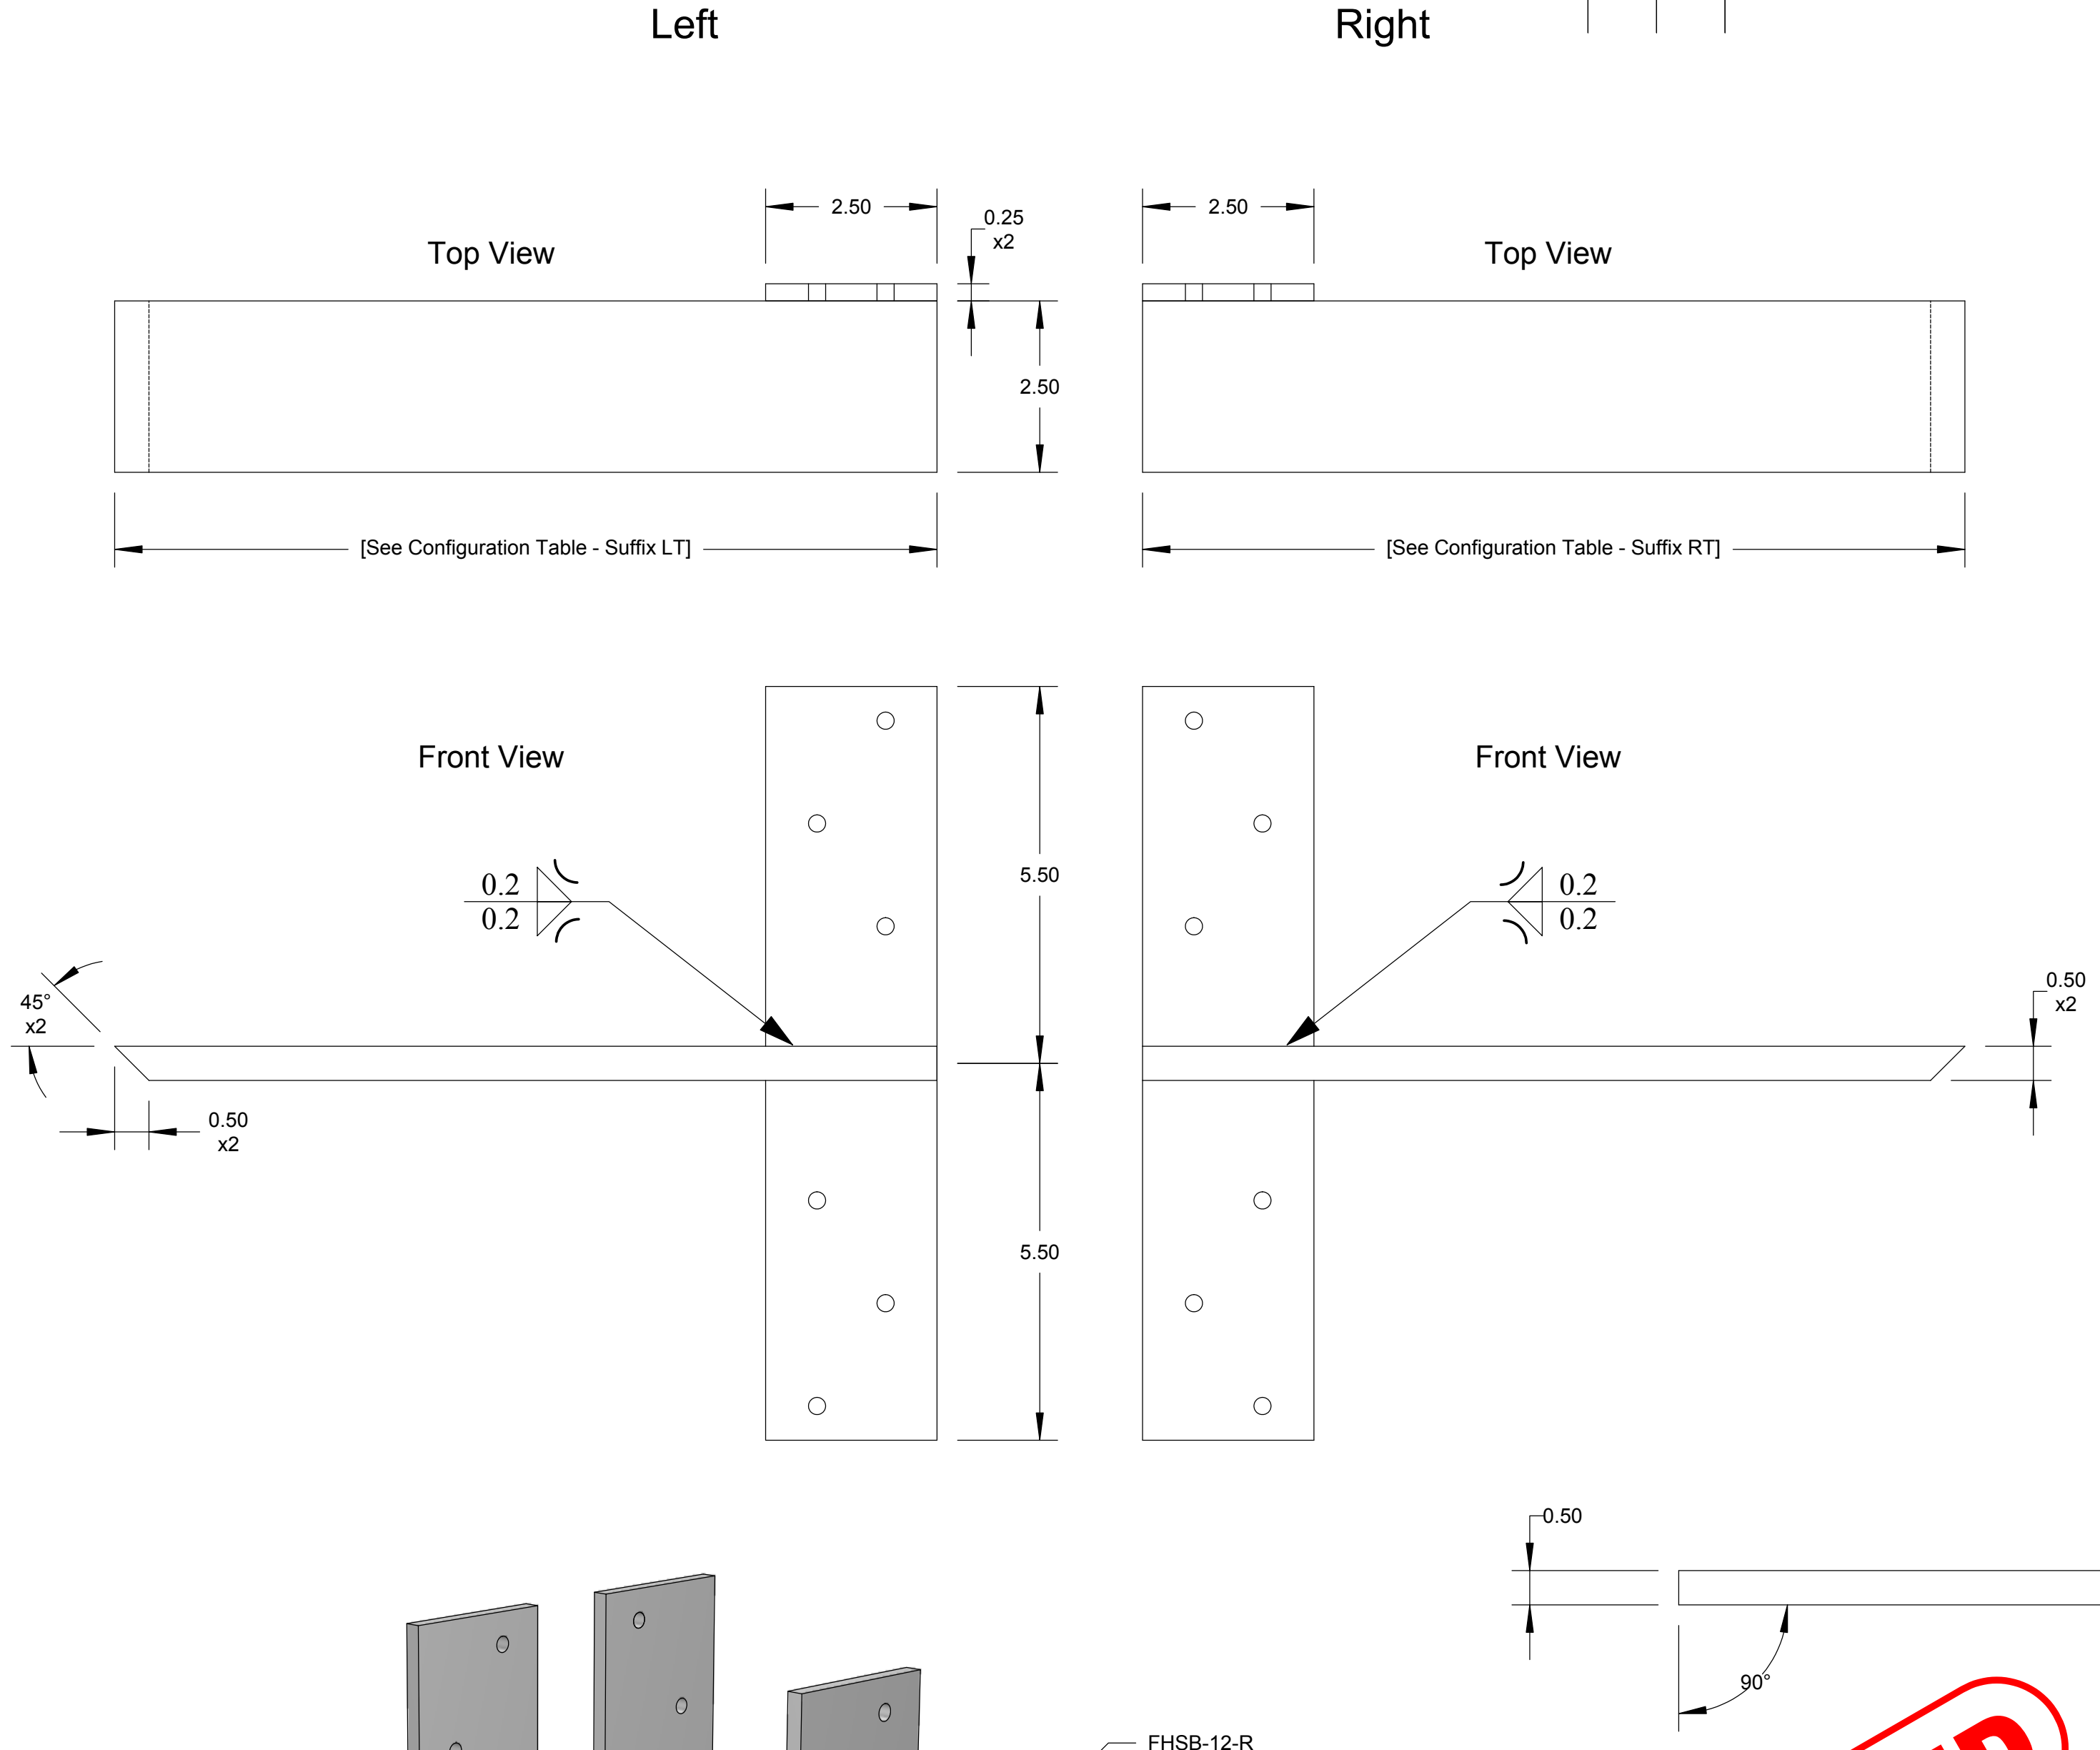 Left
Right
2.50
0.25
x2
2.50
Top View
Top View
2.50
[See Configuration Table - Suffix LT]
[See Configuration Table - Suffix RT]
Front View
Front View
5.50
0.2
0.2
0.2
0.2
45°
x2
0.50
x2
0.50
x2
5.50
0.50
90°
FHSB-12-R